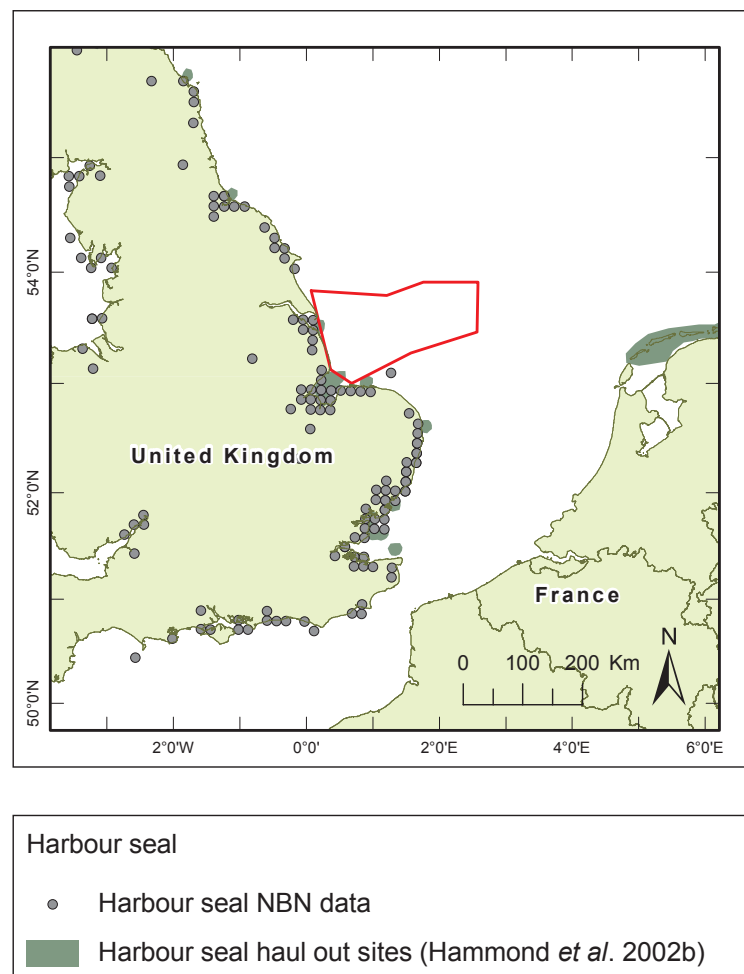 54°0'N
52°0'N
50°0'N
United Kingdom
France
N
0 100 200 Km
2°0'W 0°0' 2°0'E 4°0'E 6°0'E
Harbour seal
Harbour seal NBN data
Harbour seal haul out sites (Hammond et al. 2002b)